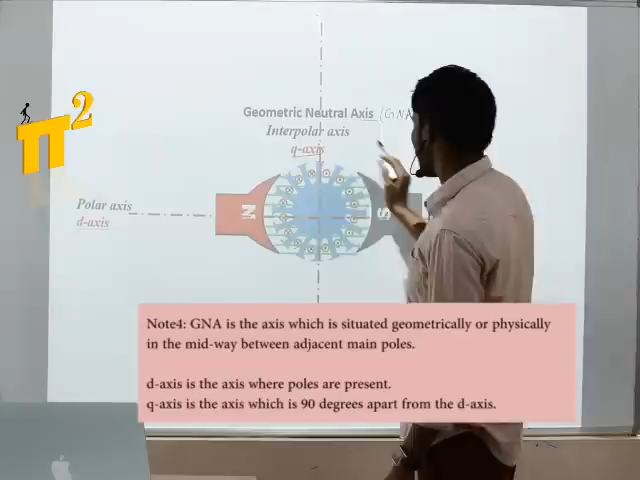 π2
Geometric Neutral Axis (GNA
Interpolar axis
q-axis
Polar axis
d-axis
N
S
Note4: GNA is the axis which is situated geometrically or physically
in the mid-way between adjacent main poles.
d-axis is the axis where poles are present.
q-axis is the axis which is 90 degrees apart from the d-axis.